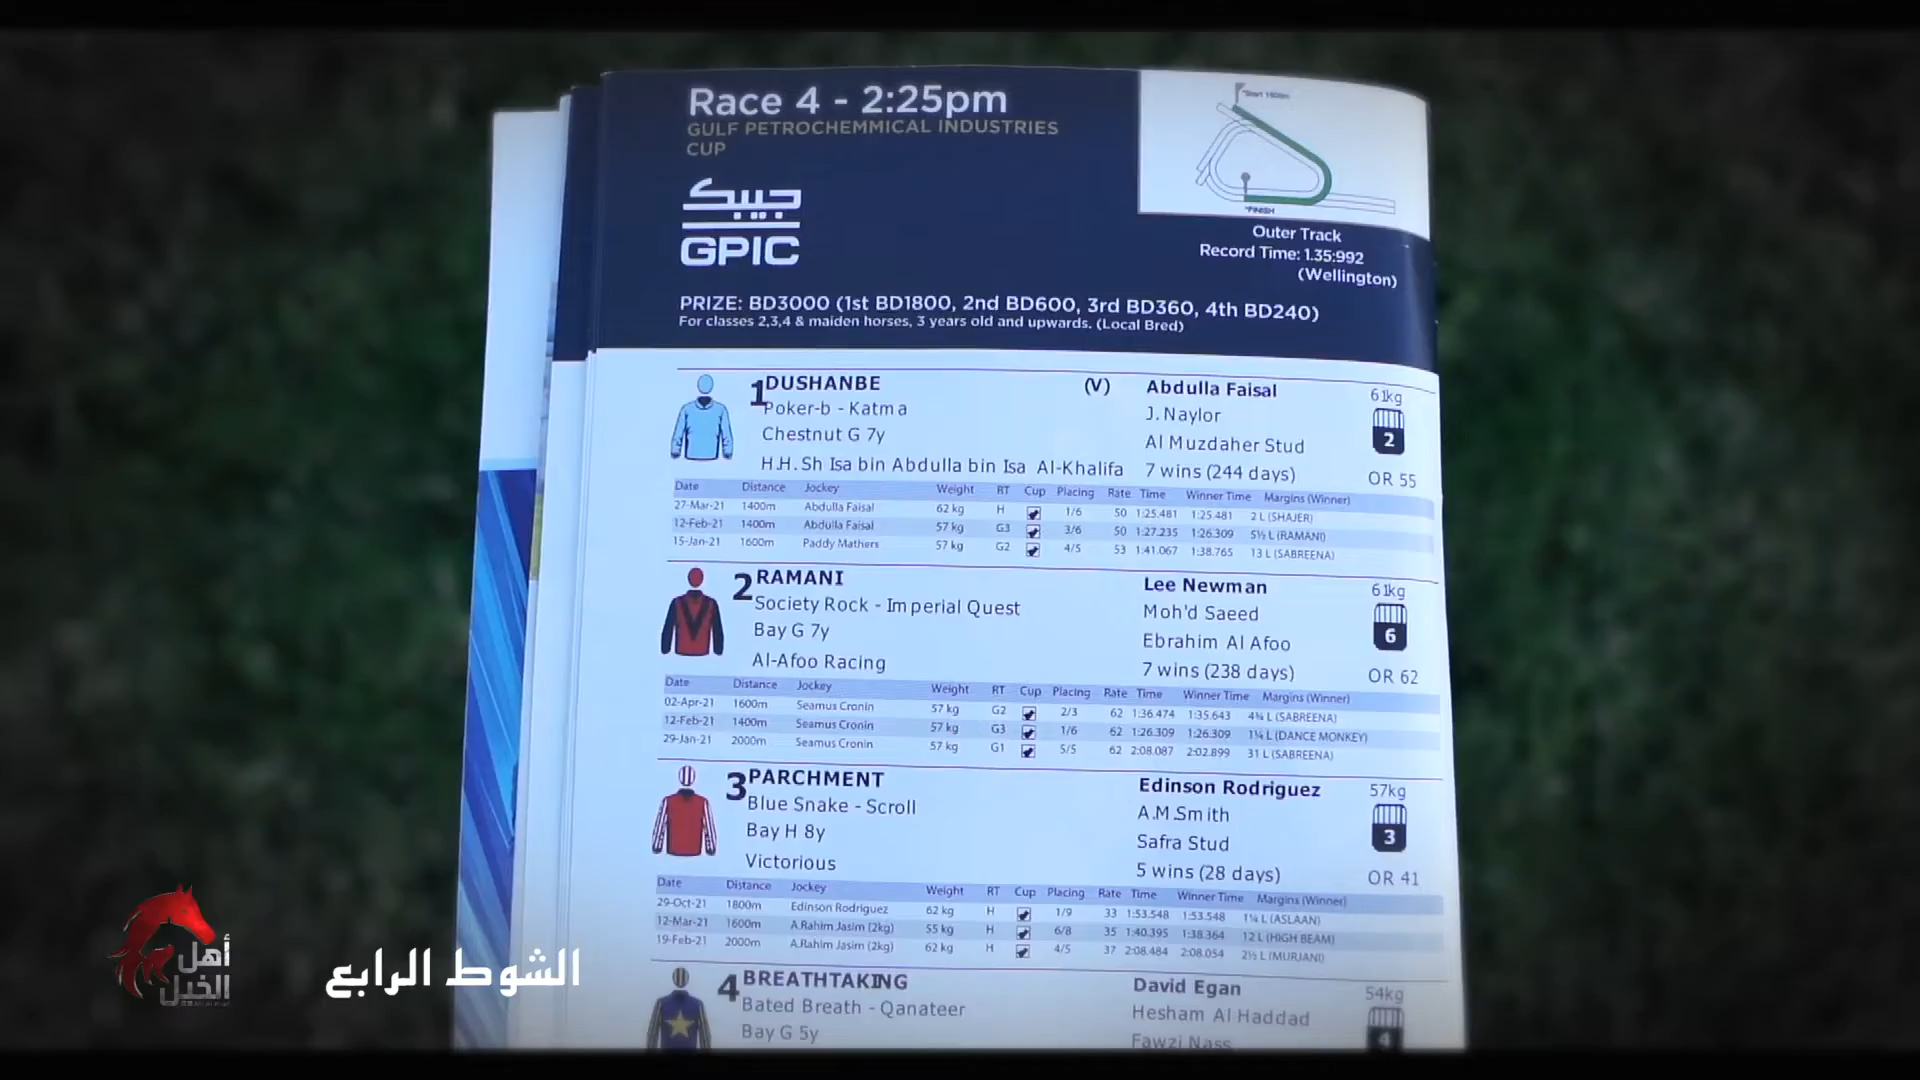 Race 4 - 2:25pm
GULF PETROCHEMMICAL INDUSTRIES
CUP
جيبك
GPIC
*Start 1600m
*FINISH
Outer Track
Record Time: 1.35:992
(Wellington)
PRIZE: BD3000 (1st BD1800, 2nd BD600, 3rd BD360, 4th BD240)
For classes 2,3,4 & maiden horses, 3 years old and upwards. (Local Bred)
1 DUSHANBE (V) Abdulla Faisal 61kg
Poker-b - Katma J. Naylor 2
Chestnut G 7y Al Muzdaher Stud
H.H. Sh Isa bin Abdulla bin Isa Al-Khalifa 7 wins (244 days) OR 55
Date Distance Jockey Weight RT Cup Placing Rate Time Winner Time Margins (Winner)
27-Mar-21 1400m Abdulla Faisal 62 kg H 1/6 50 1:25.481 1:25.481 2 L (SHAJER)
12-Feb-21 1400m Abdulla Faisal 57 kg G3 3/6 50 1:27.235 1:26.309 5½ L (RAMANI)
15-Jan-21 1600m Paddy Mathers 57 kg G2 4/5 53 1:41.067 1:38.765 13 L (SABREENA)
2 RAMANI Lee Newman 61kg
Society Rock - Imperial Quest Moh'd Saeed 6
Bay G 7y Ebrahim Al Afoo
Al-Afoo Racing 7 wins (238 days) OR 62
Date Distance Jockey Weight RT Cup Placing Rate Time Winner Time Margins (Winner)
02-Apr-21 1600m Seamus Cronin 57 kg G2 2/3 62 1:36.474 1:35.643 4¾ L (SABREENA)
12-Feb-21 1400m Seamus Cronin 57 kg G3 1/6 62 1:26.309 1:26.309 1¼ L (DANCE MONKEY)
29-Jan-21 2000m Seamus Cronin 57 kg G1 5/5 62 2:08.087 2:02.899 31 L (SABREENA)
3 PARCHMENT Edinson Rodriguez 57kg
Blue Snake - Scroll A.M.Smith 3
Bay H 8y Safra Stud
Victorious 5 wins (28 days) OR 41
Date Distance Jockey Weight RT Cup Placing Rate Time Winner Time Margins (Winner)
29-Oct-21 1800m Edinson Rodriguez 62 kg H 1/9 33 1:53.548 1:53.548 1¼ L (ASLAAN)
12-Mar-21 1600m A.Rahim Jasim (2kg) 55 kg H 6/8 35 1:40.395 1:38.364 12 L (HIGH BEAM)
19-Feb-21 2000m A.Rahim Jasim (2kg) 62 kg H 4/5 37 2:08.484 2:08.054 2½ L (MURJANI)
4 BREATHTAKING David Egan 54kg
Bated Breath - Qanateer Hesham Al Haddad 4
Bay G 5y Fawzi Nass
أهل
الخيل
الشوط الرابع